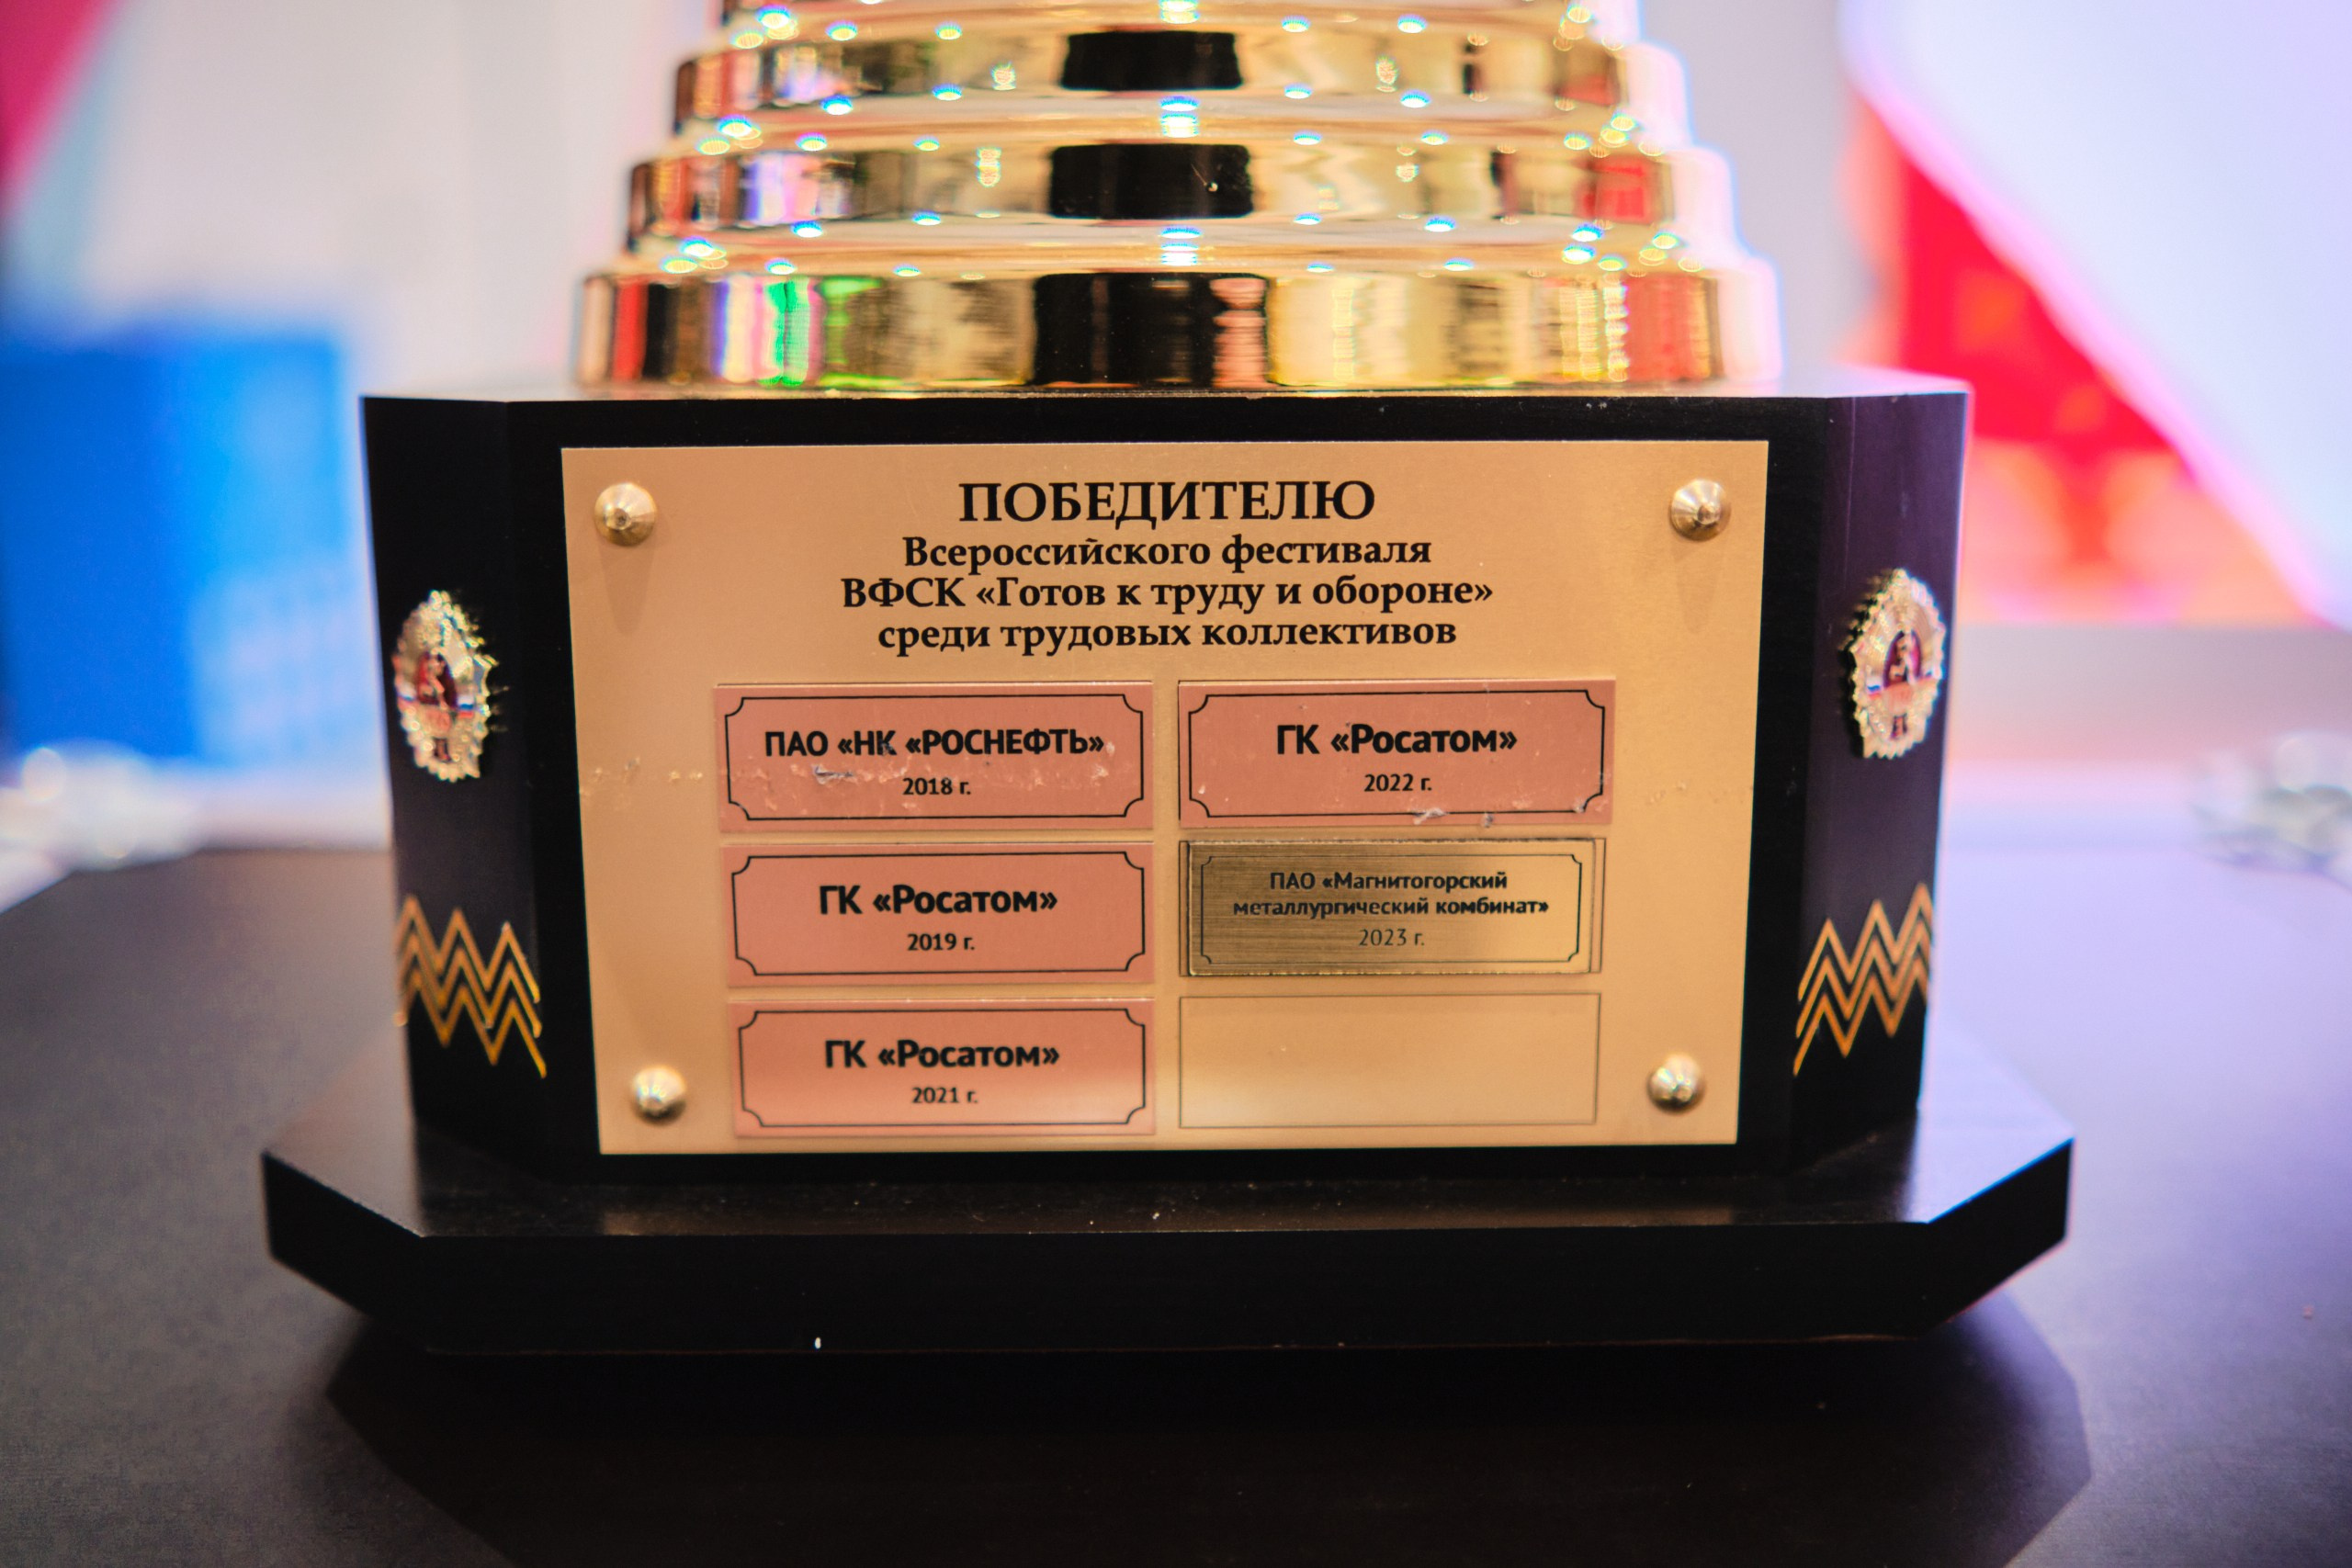 ПОБЕДИТЕЛЮ
Всероссийского фестиваля
ВФСК «Готов к труду и обороне»
среди трудовых коллективов
ПАО «НК «РОСНЕФТЬ»
2018 г.
ГК «Росатом»
2019 г.
ГК «Росатом»
2021 г.
ГК «Росатом»
2022 г.
ПАО «Магнитогорский
металлургический комбинат»
2023 г.